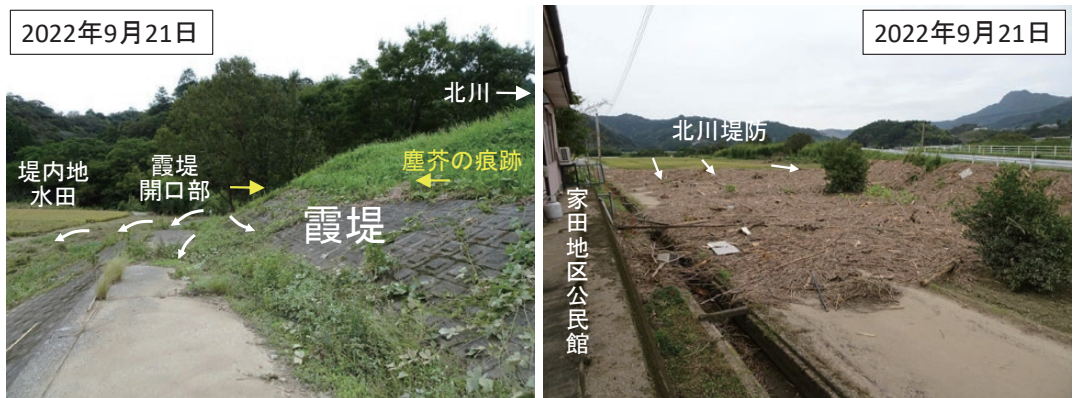 2022年9月21日
北川
塵芥の痕跡
堤内地
水田
霞堤
開口部
霞堤
2022年9月21日
北川堤防
家田地区公民館